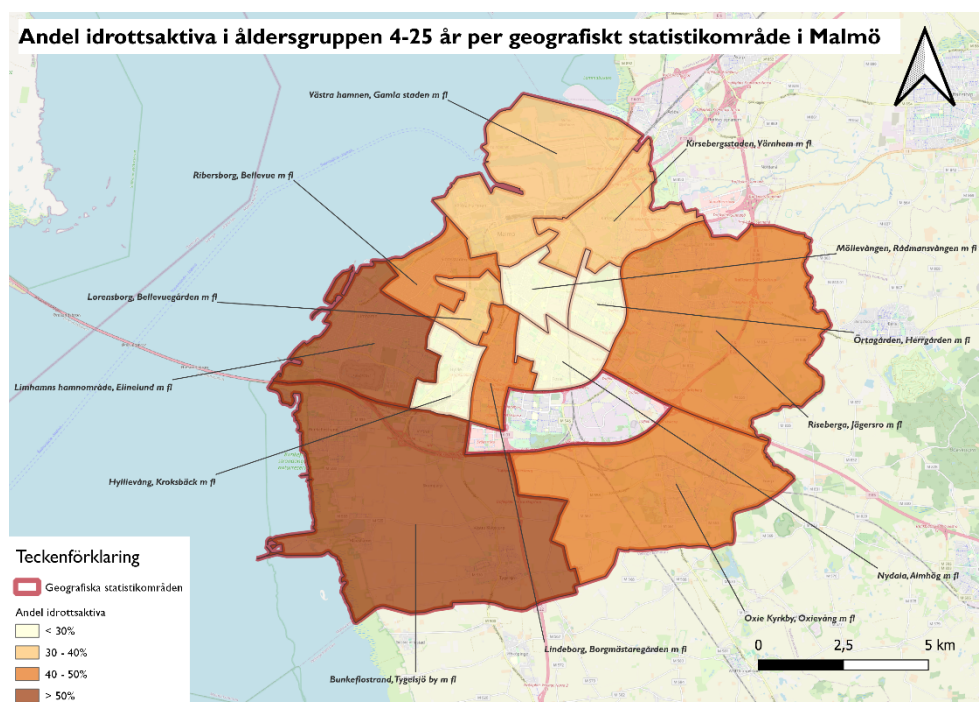 Andel idrottsaktiva i åldersgruppen 4-25 år per geografiskt statistikområde i Malmö
Västra hamnen, Gamla staden m fl
Kirsebergsstaden, Värnhem m fl
Ribersborg, Bellevue m fl
Möllevången, Rådmansvången m fl
Lorensborg, Bellevuegården m fl
Örtagården, Herrgården m fl
Limhamns hamnområde, Elinelund m fl
Riseberga, Jägersro m fl
Hyllievång, Kroksbäck m fl
Nydala, Almhög m fl
Oxie Kyrkby, Oxievång m fl
Lindeborg, Borgmästaregården m fl
Bunkeflostrand, Tygelsjö by m fl
Teckenförklaring
Geografiska statistikområden
Andel idrottsaktiva
< 30%
30 - 40%
40 - 50%
> 50%
0 2,5 5 km